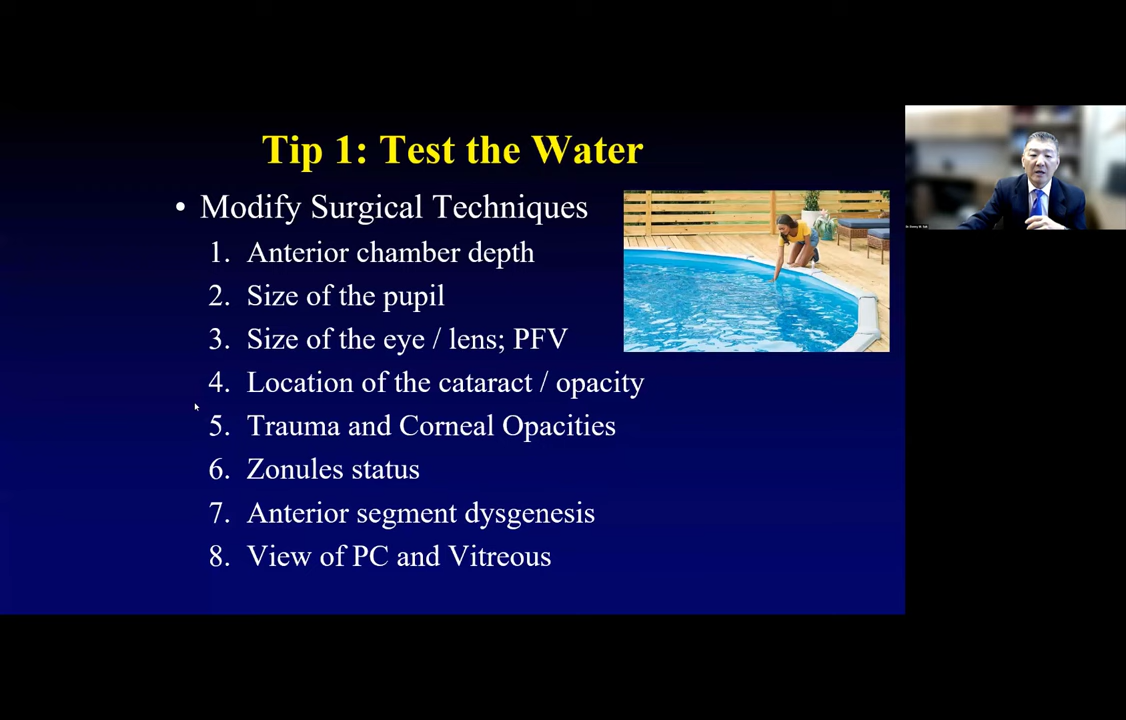 Tip 1: Test the Water
• Modify Surgical Techniques
1. Anterior chamber depth
2. Size of the pupil
3. Size of the eye / lens; PFV
4. Location of the cataract / opacity
5. Trauma and Corneal Opacities
6. Zonules status
7. Anterior segment dysgenesis
8. View of PC and Vitreous